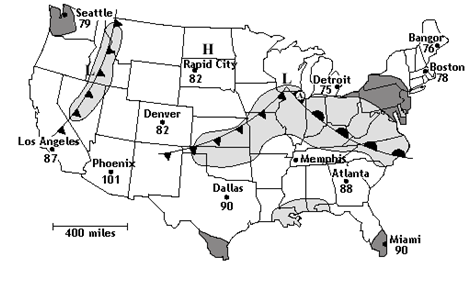 Seattle
79
Bangor
76
H
Rapid City
82
Boston
78
L
L
Detroit
75
Denver
82
Los Angeles
87
Phoenix
101
Memphis
Atlanta
88
Dallas
90
400 miles
Miami
90